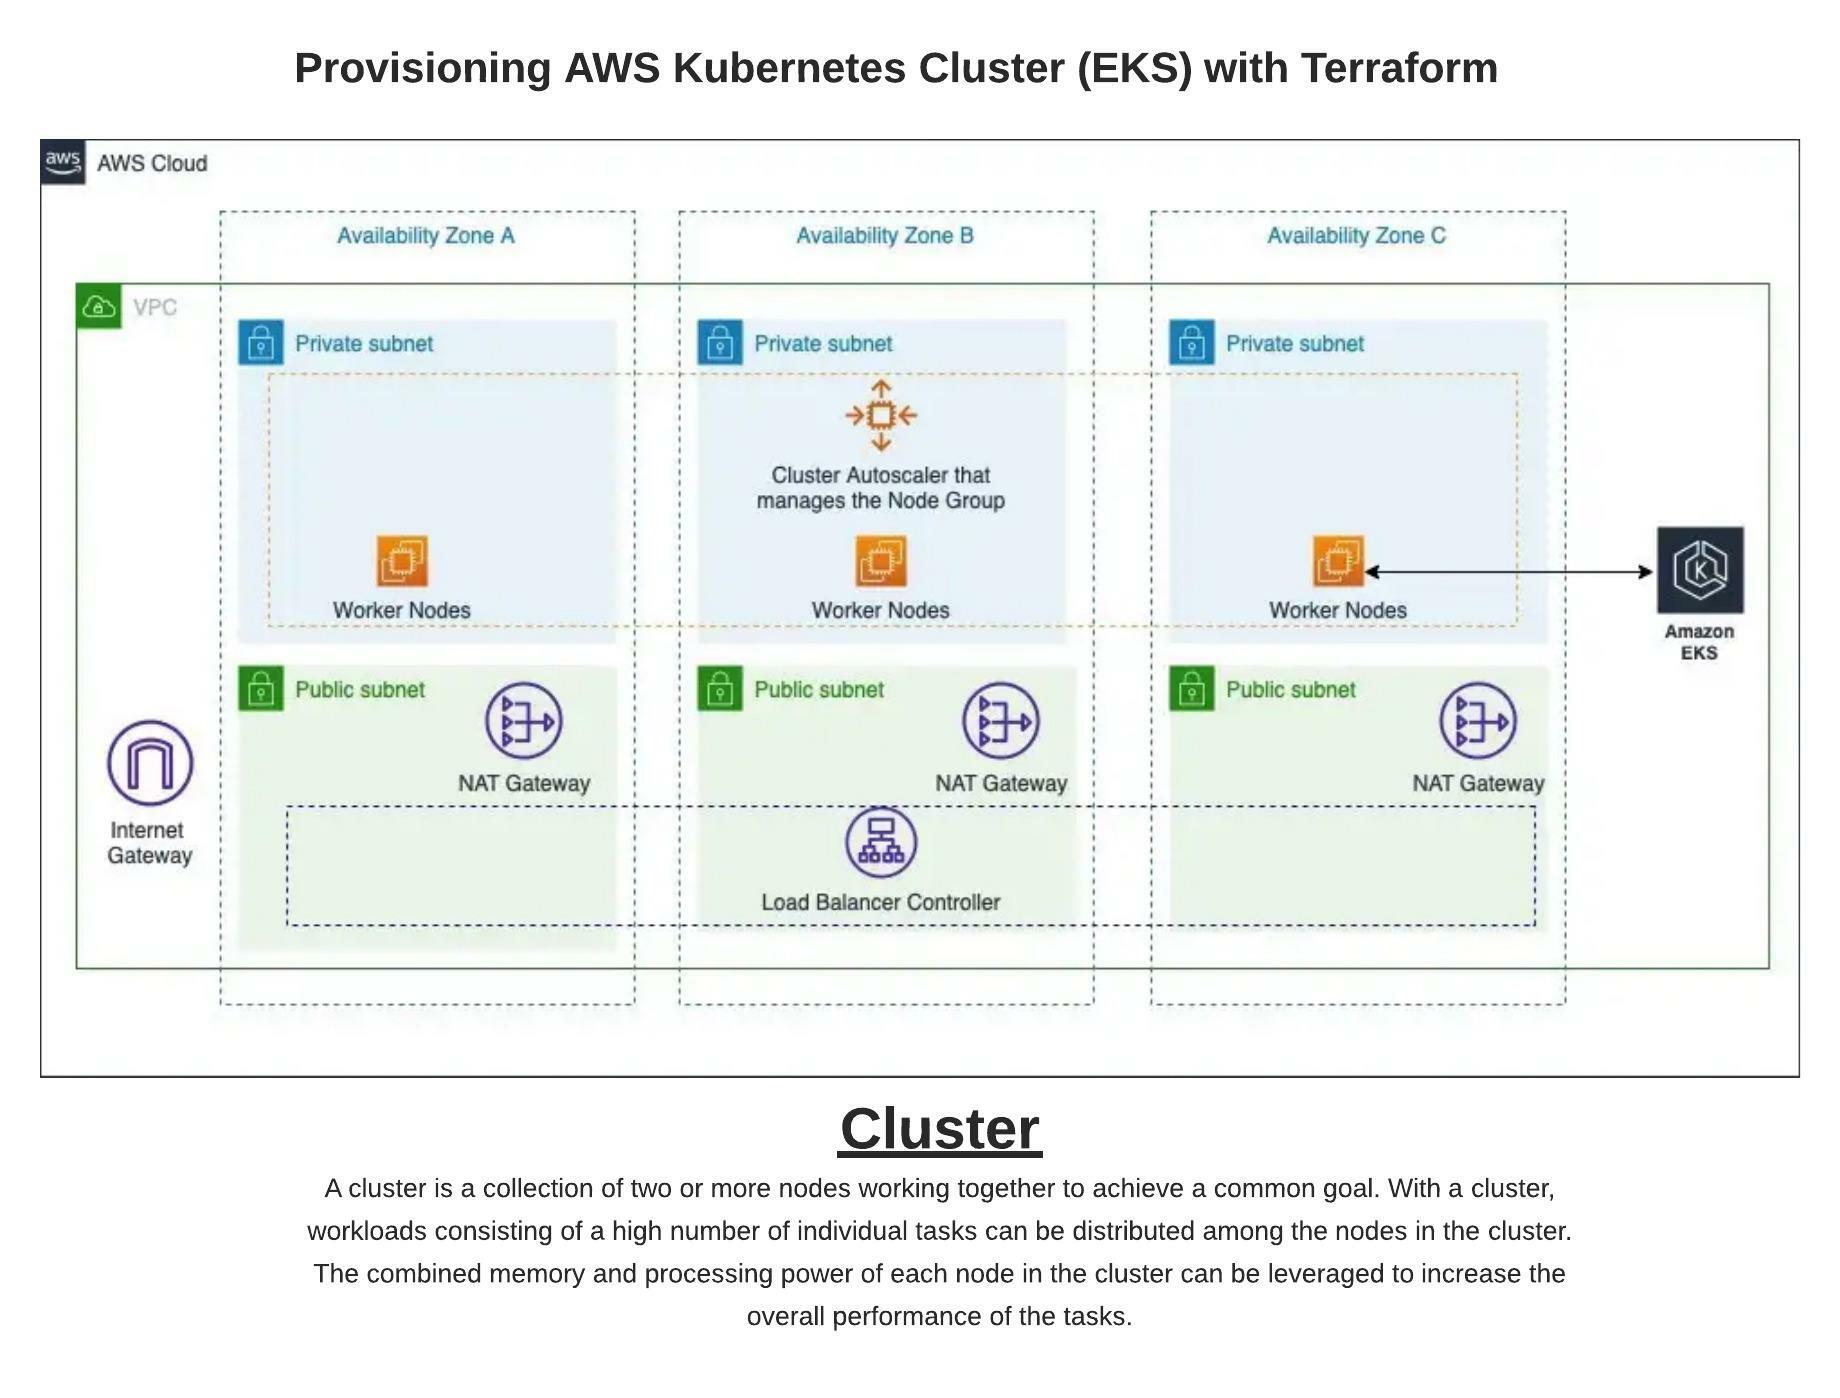 Provisioning AWS Kubernetes Cluster (EKS) with Terraform
aws
AWS Cloud
Availability Zone A
Availability Zone B
Availability Zone C
VPC
Private subnet
Private subnet
Private subnet
Cluster Autoscaler that
manages the Node Group
Worker Nodes
Worker Nodes
Worker Nodes
K
Amazon
EKS
Public subnet
Public subnet
Public subnet
NAT Gateway
NAT Gateway
NAT Gateway
Internet
Gateway
Load Balancer Controller
Cluster
A cluster is a collection of two or more nodes working together to achieve a common goal. With a cluster,
workloads consisting of a high number of individual tasks can be distributed among the nodes in the cluster.
The combined memory and processing power of each node in the cluster can be leveraged to increase the
overall performance of the tasks.